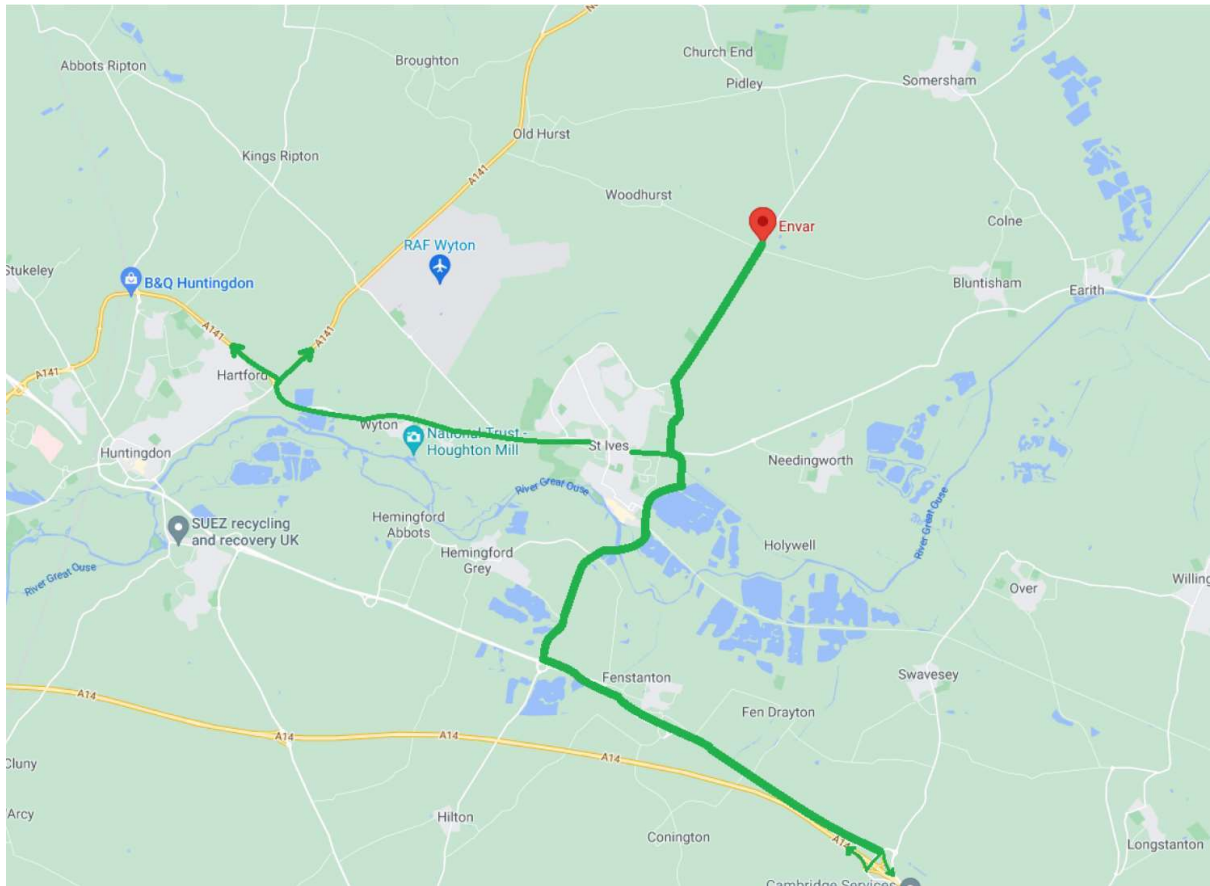 Abbots Ripton
Broughton
Church End
Pidley
Somersham
Old Hurst
Kings Ripton
Woodhurst
A141
Colne
Envar
RAF Wyton
Stukeley
B&Q Huntingdon
Bluntisham
Earith
A141
A141
A141
Hartford
Wyton
National Trust -
Houghton Mill
St Ives
Needingworth
Huntingdon
River Great Ouse
River Great Ouse
SUEZ recycling
and recovery UK
Hemingford
Abbots
Hemingford
Grey
Holywell
River Great Ouse
Over
Willing
Fenstanton
Swavesey
A14
Fen Drayton
A14
A14
A14
Cluny
Arcy
Hilton
Conington
A14
Longstanton
Cambridge Services